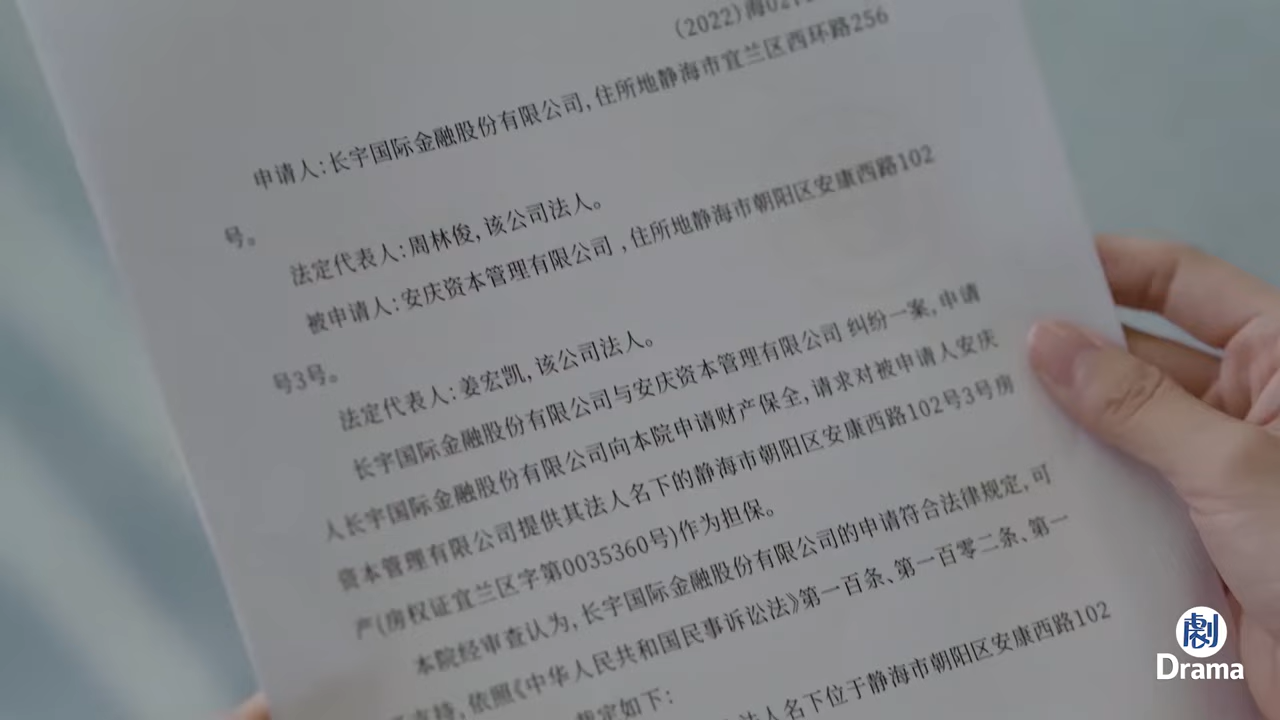 (2022)海02
申请人:长宇国际金融股份有限公司,住所地静海市宜兰区西环路256
号。
法定代表人:周林俊,该公司法人。
被申请人:安庆资本管理有限公司,住所地静海市朝阳区安康西路102
号3号。
法定代表人:姜宏凯,该公司法人。
长宇国际金融股份有限公司与安庆资本管理有限公司 纠纷一案,申请
人长宇国际金融股份有限公司向本院申请财产保全,请求对被申请人安庆
资本管理有限公司提供其法人名下的静海市朝阳区安康西路102号3号房
产(房权证宜兰区字第0035360号)作为担保。
本院经审查认为,长宇国际金融股份有限公司的申请符合法律规定,可
支持,依照《中华人民共和国民事诉讼法》第一百条、第一百零二条、第一
裁定如下:
法人名下位于静海市朝阳区安康西路102
劇
Drama